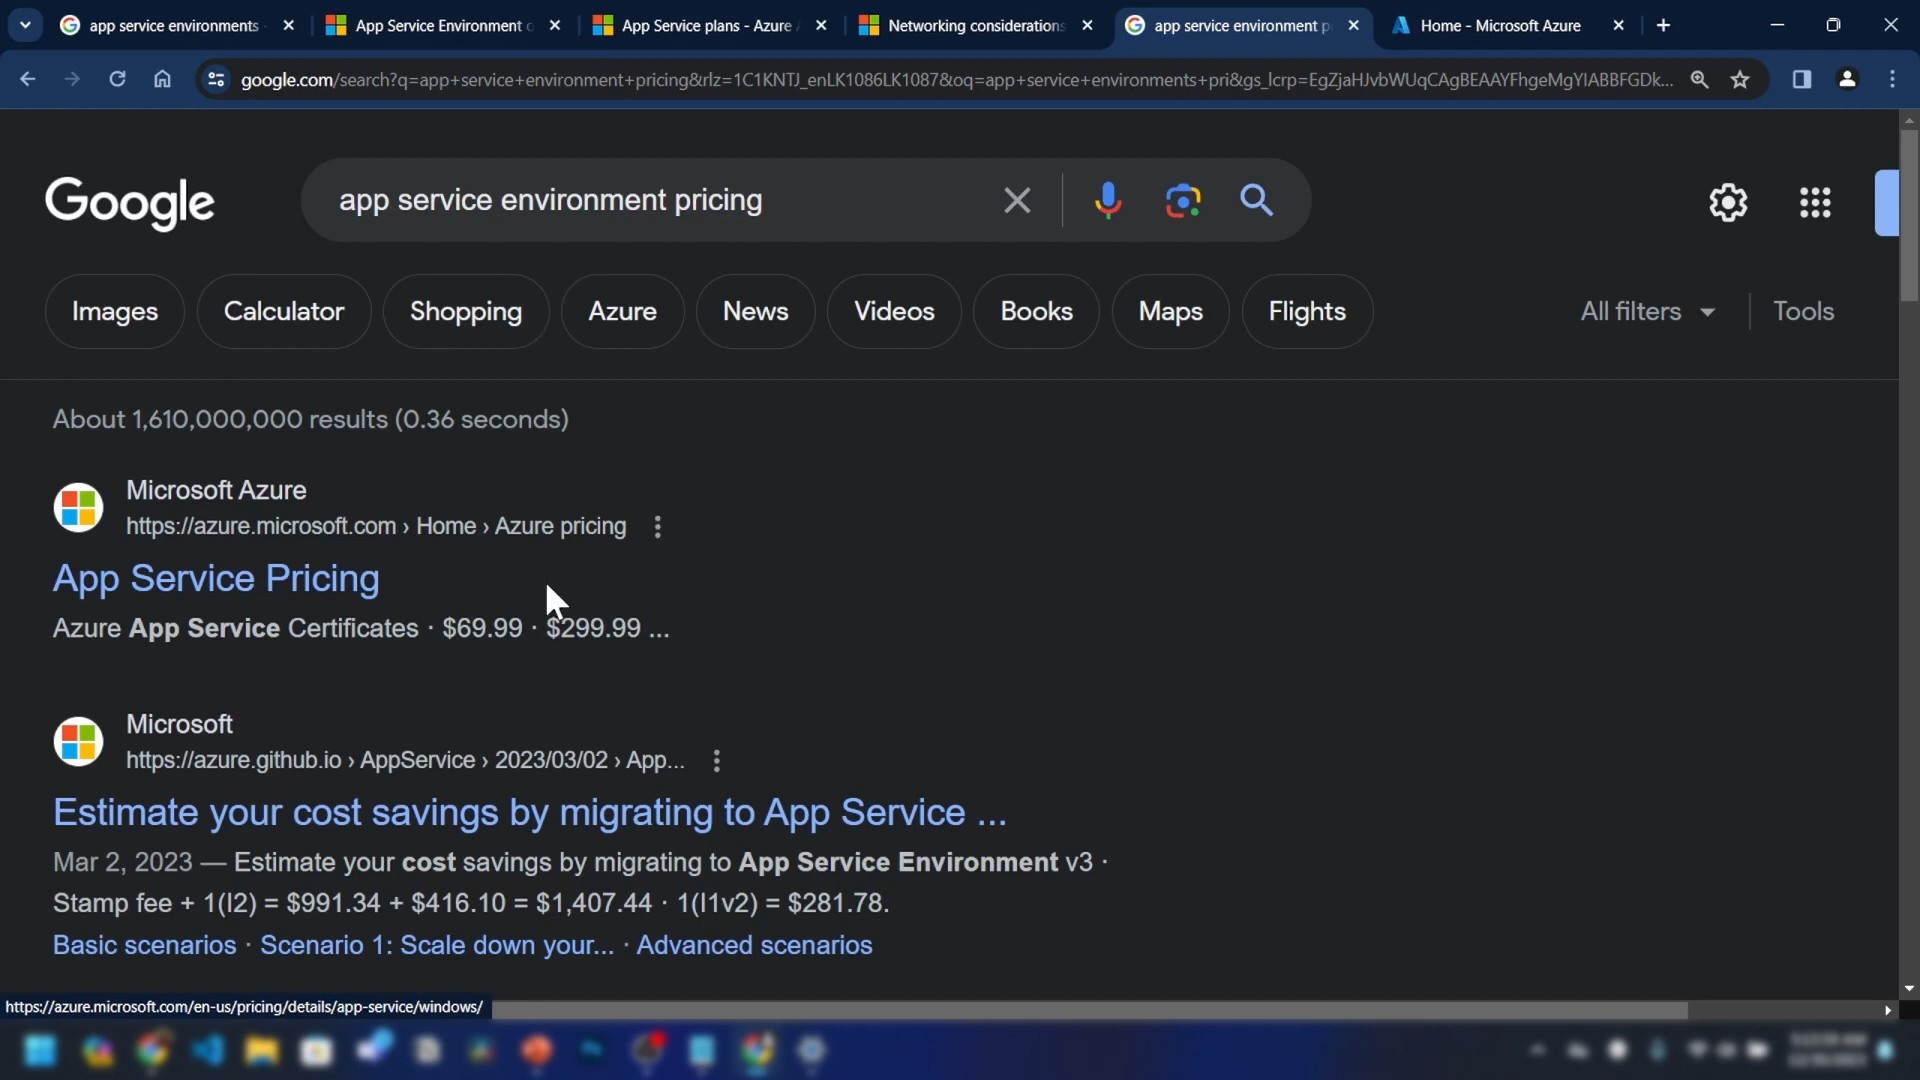 app service environments
App Service Environment o
App Service plans - Azure
Networking considerations
app service environment p
Home - Microsoft Azure
google.com/search?q=app+service+environment+pricing&rlz=1C1KNTJ_enLK1086LK1087&oq=app+service+environments+pri&gs_lcrp=EgZjaHJvbWUqCAgBEAAYFhgeMgYIABBFGDk...
Google
app service environment pricing
Images
Calculator
Shopping
Azure
News
Videos
Books
Maps
Flights
All filters
Tools
About 1,610,000,000 results (0.36 seconds)
Microsoft Azure
https://azure.microsoft.com › Home › Azure pricing
App Service Pricing
Azure App Service Certificates · $69.99 · $299.99 ...
Microsoft
https://azure.github.io › AppService › 2023/03/02 › App...
Estimate your cost savings by migrating to App Service ...
Mar 2, 2023 — Estimate your cost savings by migrating to App Service Environment v3 ·
Stamp fee + 1(I2) = $991.34 + $416.10 = $1,407.44 · 1(I1v2) = $281.78.
Basic scenarios · Scenario 1: Scale down your... · Advanced scenarios
https://azure.microsoft.com/en-us/pricing/details/app-service/windows/